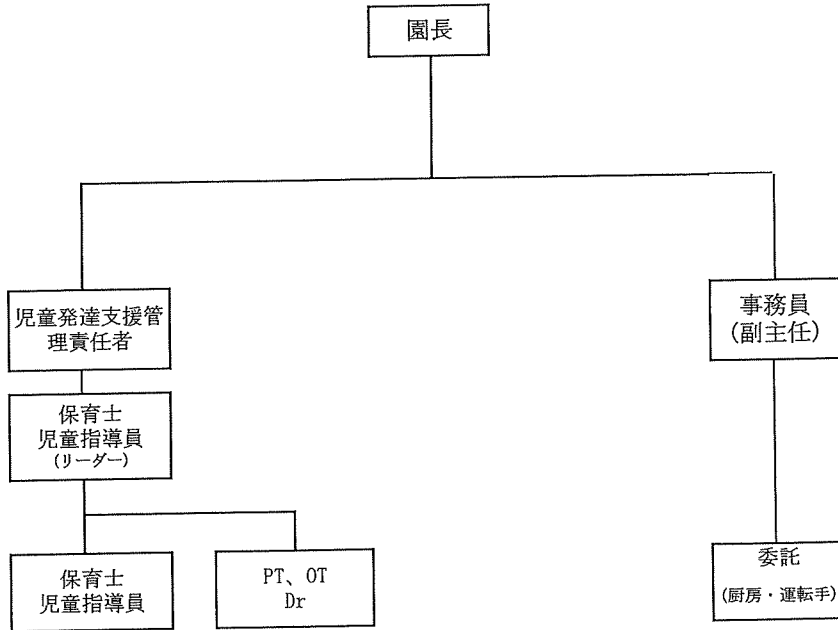 園長
児童発達支援管
理責任者
事務員
(副主任)
保育士
児童指導員
(リーダー)
保育士
児童指導員
PT、OT
Dr
委託
(厨房・運転手)